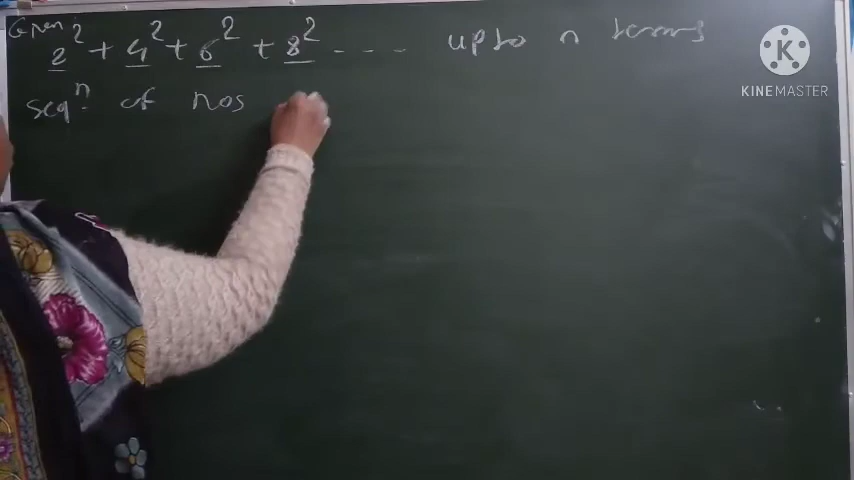 Given 2² + 4² + 6² + 8² - - - upto n terms
seqⁿ. of nos
K
KINEMASTER